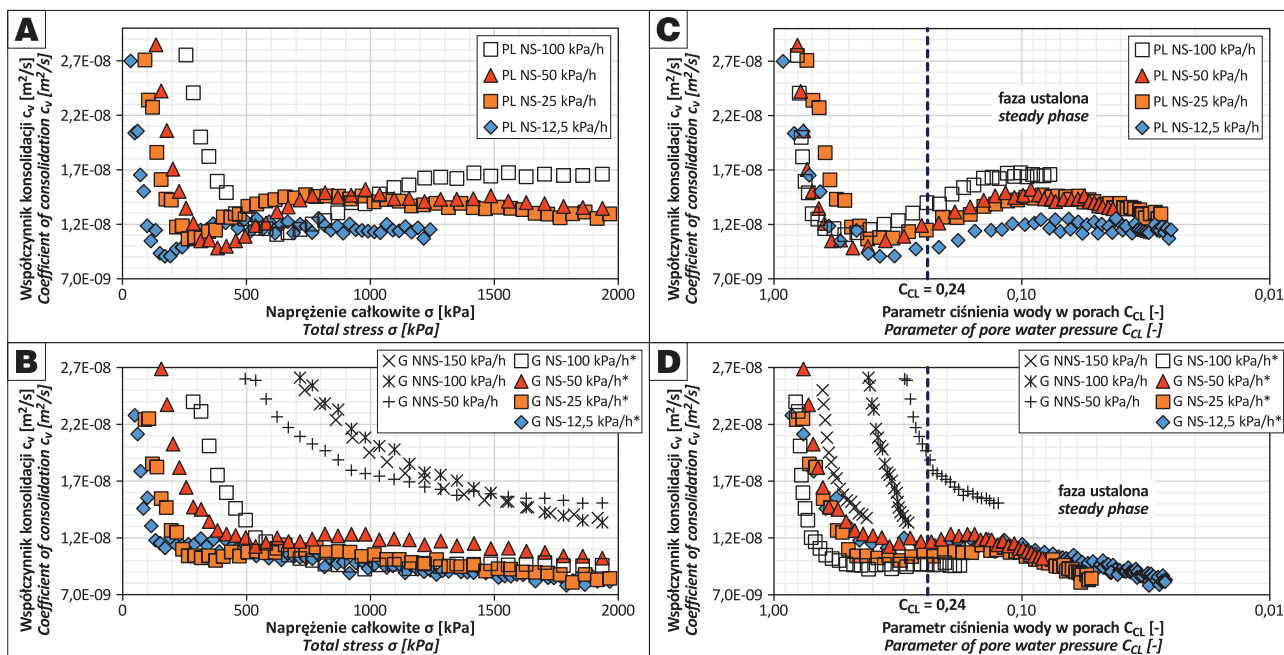 A
Współczynnik konsolidacji cᵥ [m²/s]
Coefficient of consolidation cᵥ [m²/s]
2,7E-08
2,2E-08
1,7E-08
1,2E-08
7,0E-09
0
500
1000
1500
2000
Naprężenie całkowite σ [kPa]
Total stress σ [kPa]
PL NS-100 kPa/h
PL NS-50 kPa/h
PL NS-25 kPa/h
PL NS-12,5 kPa/h
C
Współczynnik konsolidacji cᵥ [m²/s]
Coefficient of consolidation cᵥ [m²/s]
2,7E-08
2,2E-08
1,7E-08
1,2E-08
7,0E-09
1,00
0,10
0,01
C_CL = 0,24
Parametr ciśnienia wody w porach C_CL [-]
Parameter of pore water pressure C_CL [-]
faza ustalona
steady phase
PL NS-100 kPa/h
PL NS-50 kPa/h
PL NS-25 kPa/h
PL NS-12,5 kPa/h
B
Współczynnik konsolidacji cᵥ [m²/s]
Coefficient of consolidation cᵥ [m²/s]
2,7E-08
2,2E-08
1,7E-08
1,2E-08
7,0E-09
0
500
1000
1500
2000
Naprężenie całkowite σ [kPa]
Total stress σ [kPa]
G NNS-150 kPa/h
G NNS-100 kPa/h
G NNS-50 kPa/h
G NS-100 kPa/h*
G NS-50 kPa/h*
G NS-25 kPa/h*
G NS-12,5 kPa/h*
D
Współczynnik konsolidacji cᵥ [m²/s]
Coefficient of consolidation cᵥ [m²/s]
2,7E-08
2,2E-08
1,7E-08
1,2E-08
7,0E-09
1,00
0,10
0,01
C_CL = 0,24
Parametr ciśnienia wody w porach C_CL [-]
Parameter of pore water pressure C_CL [-]
faza ustalona
steady phase
G NNS-150 kPa/h
G NNS-100 kPa/h
G NNS-50 kPa/h
G NS-100 kPa/h*
G NS-50 kPa/h*
G NS-25 kPa/h*
G NS-12,5 kPa/h*